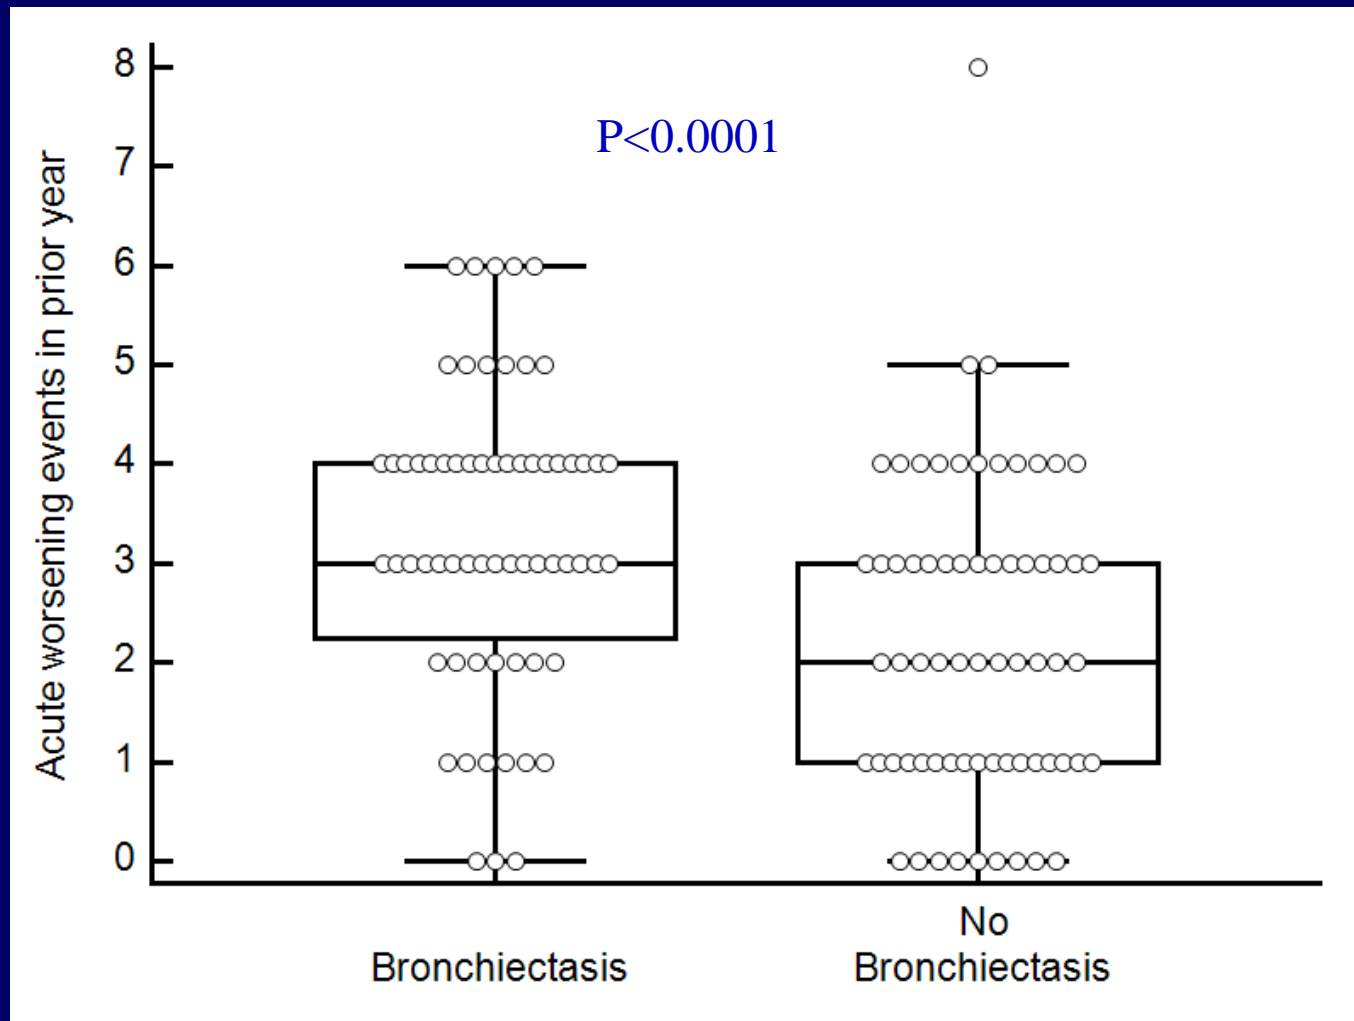 Acute worsening events in prior year
8
7
6
5
4
3
2
1
0
P<0.0001
Bronchiectasis
No
Bronchiectasis